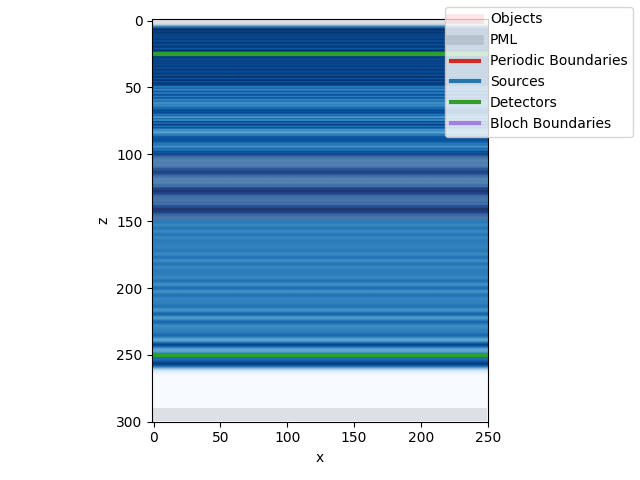 Objects
PML
Periodic Boundaries
Sources
Detectors
Bloch Boundaries
0
50
100
150
200
250
300
z
0 50 100 150 200 250
x